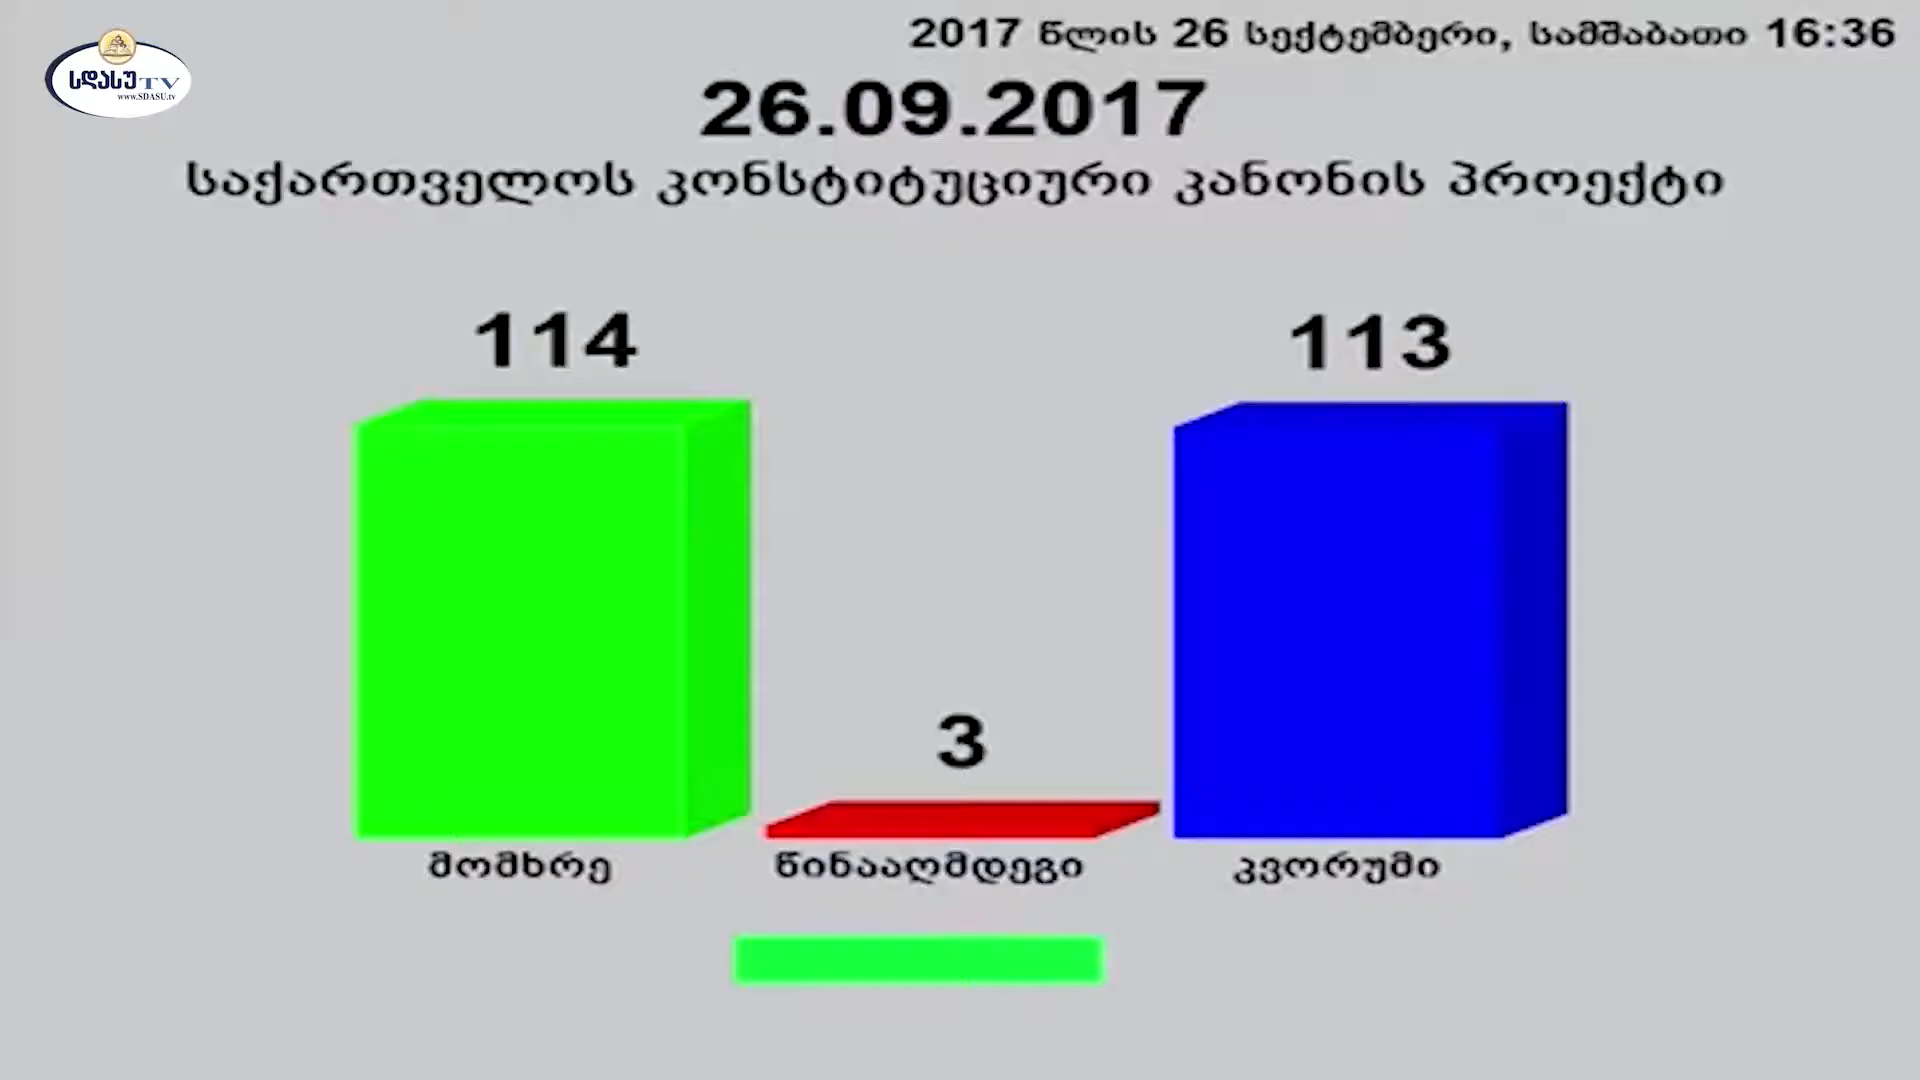 2017 წლის 26 სექტემბერი, სამშაბათი 16:36
სდასუTV
www.SDASU.tv
26.09.2017
საქართველოს კონსტიტუციური კანონის პროექტი
114
113
3
მომხრე
წინააღმდეგი
კვორუმი